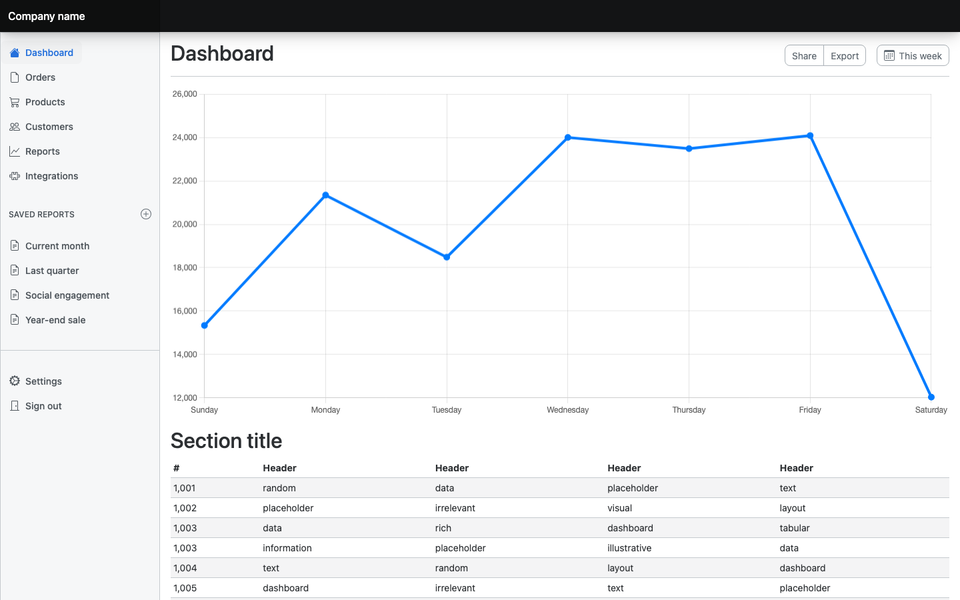 Company name
Dashboard
Orders
Products
Customers
Reports
Integrations
SAVED REPORTS
Current month
Last quarter
Social engagement
Year-end sale
Settings
Sign out
Dashboard
Share Export This week
26,000
24,000
22,000
20,000
18,000
16,000
14,000
12,000
Sunday Monday Tuesday Wednesday Thursday Friday Saturday
Section title
# Header Header Header Header
1,001 random data placeholder text
1,002 placeholder irrelevant visual layout
1,003 data rich dashboard tabular
1,003 information placeholder illustrative data
1,004 text random layout dashboard
1,005 dashboard irrelevant text placeholder